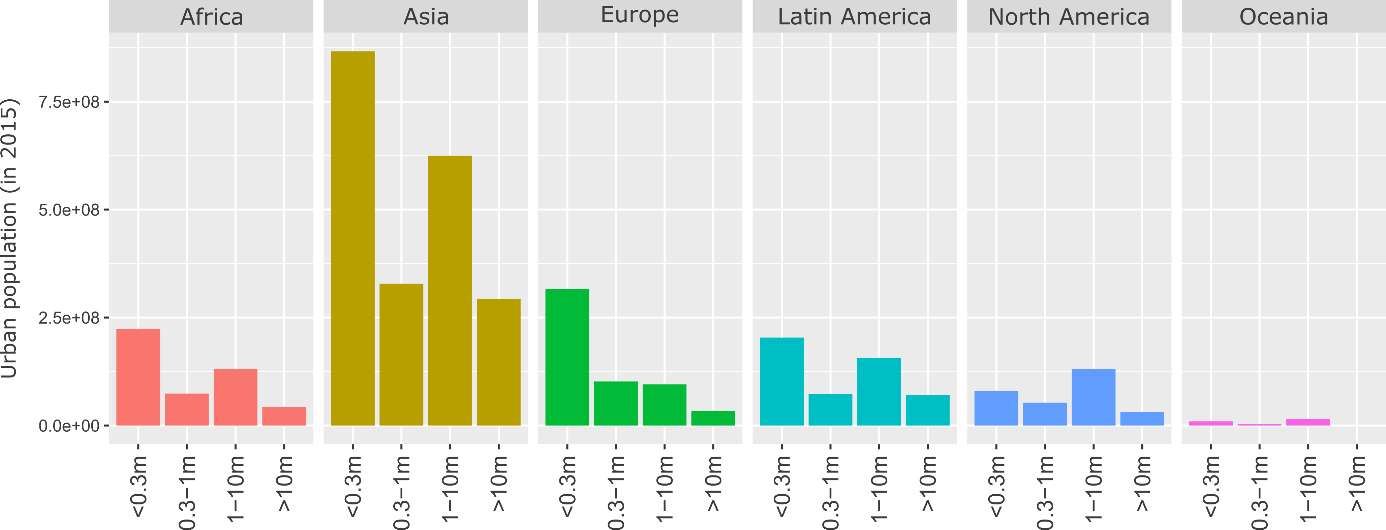 Africa
Asia
Europe
Latin America
North America
Oceania
Urban population (in 2015)
7.5e+08
5.0e+08
2.5e+08
0.0e+00
<0.3m
0.3−1m
1−10m
>10m
<0.3m
0.3−1m
1−10m
>10m
<0.3m
0.3−1m
1−10m
>10m
<0.3m
0.3−1m
1−10m
>10m
<0.3m
0.3−1m
1−10m
>10m
<0.3m
0.3−1m
1−10m
>10m